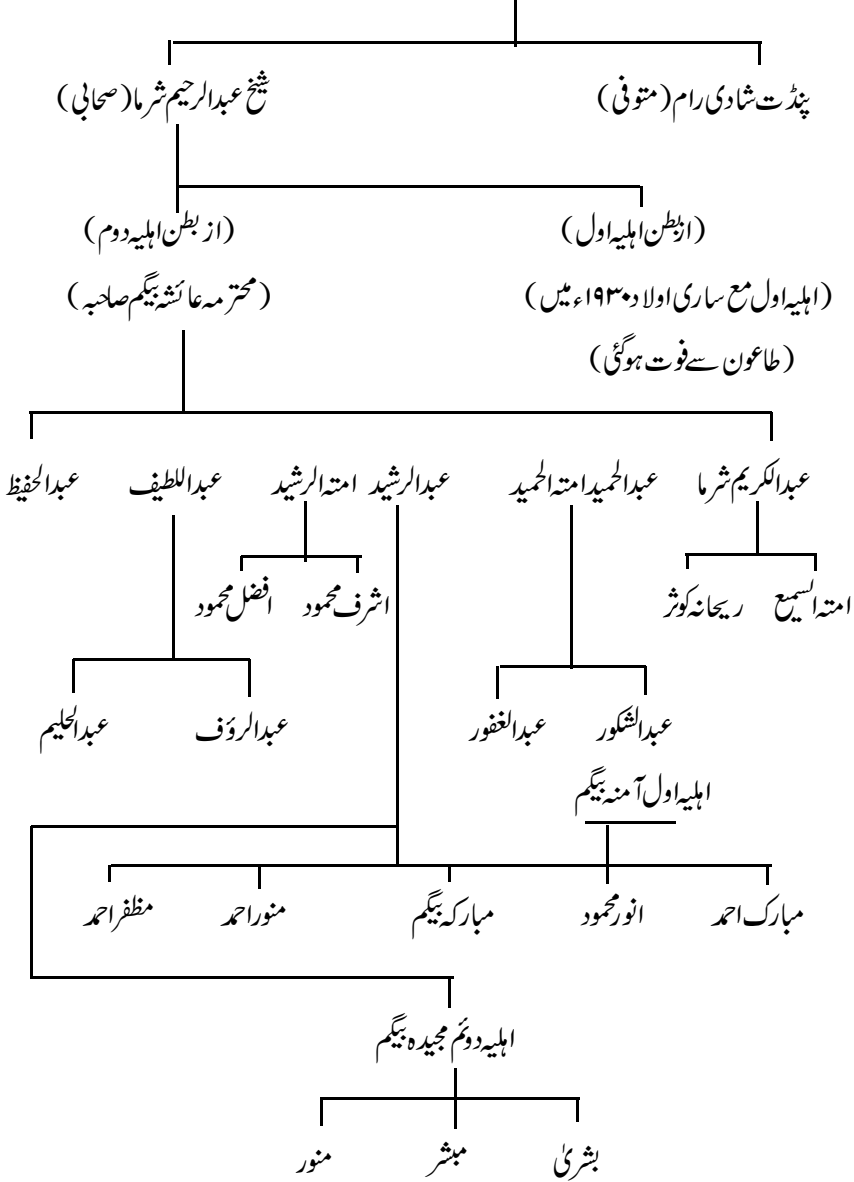 پنڈت شادی رام (متوفی) شیخ عبدالرحیم شرما (صحابی)
(از بطن اہلیہ اول) (از بطن اہلیہ دوم)
(اہلیہ اول مع ساری اولاد ۱۹۳۰ء میں) (محترمہ عائشہ بیگم صاحبہ)
(طاعون سے فوت ہوگئی)
عبدالکریم شرما عبدالحمید امتہ الحمید عبدالرشید امتہ الرشید عبداللطیف عبدالحفیظ
امتہ السمیع ریحانہ کوثر اشرف محمود افضل محمود
عبدالشکور عبدالغفور عبدالرؤف عبدالحلیم
اہلیہ اول آمنہ بیگم
مبارک احمد انور محمود مبارکہ بیگم منور احمد مظفر احمد
اہلیہ دوئم مجیدہ بیگم
بشریٰ مبشر منور